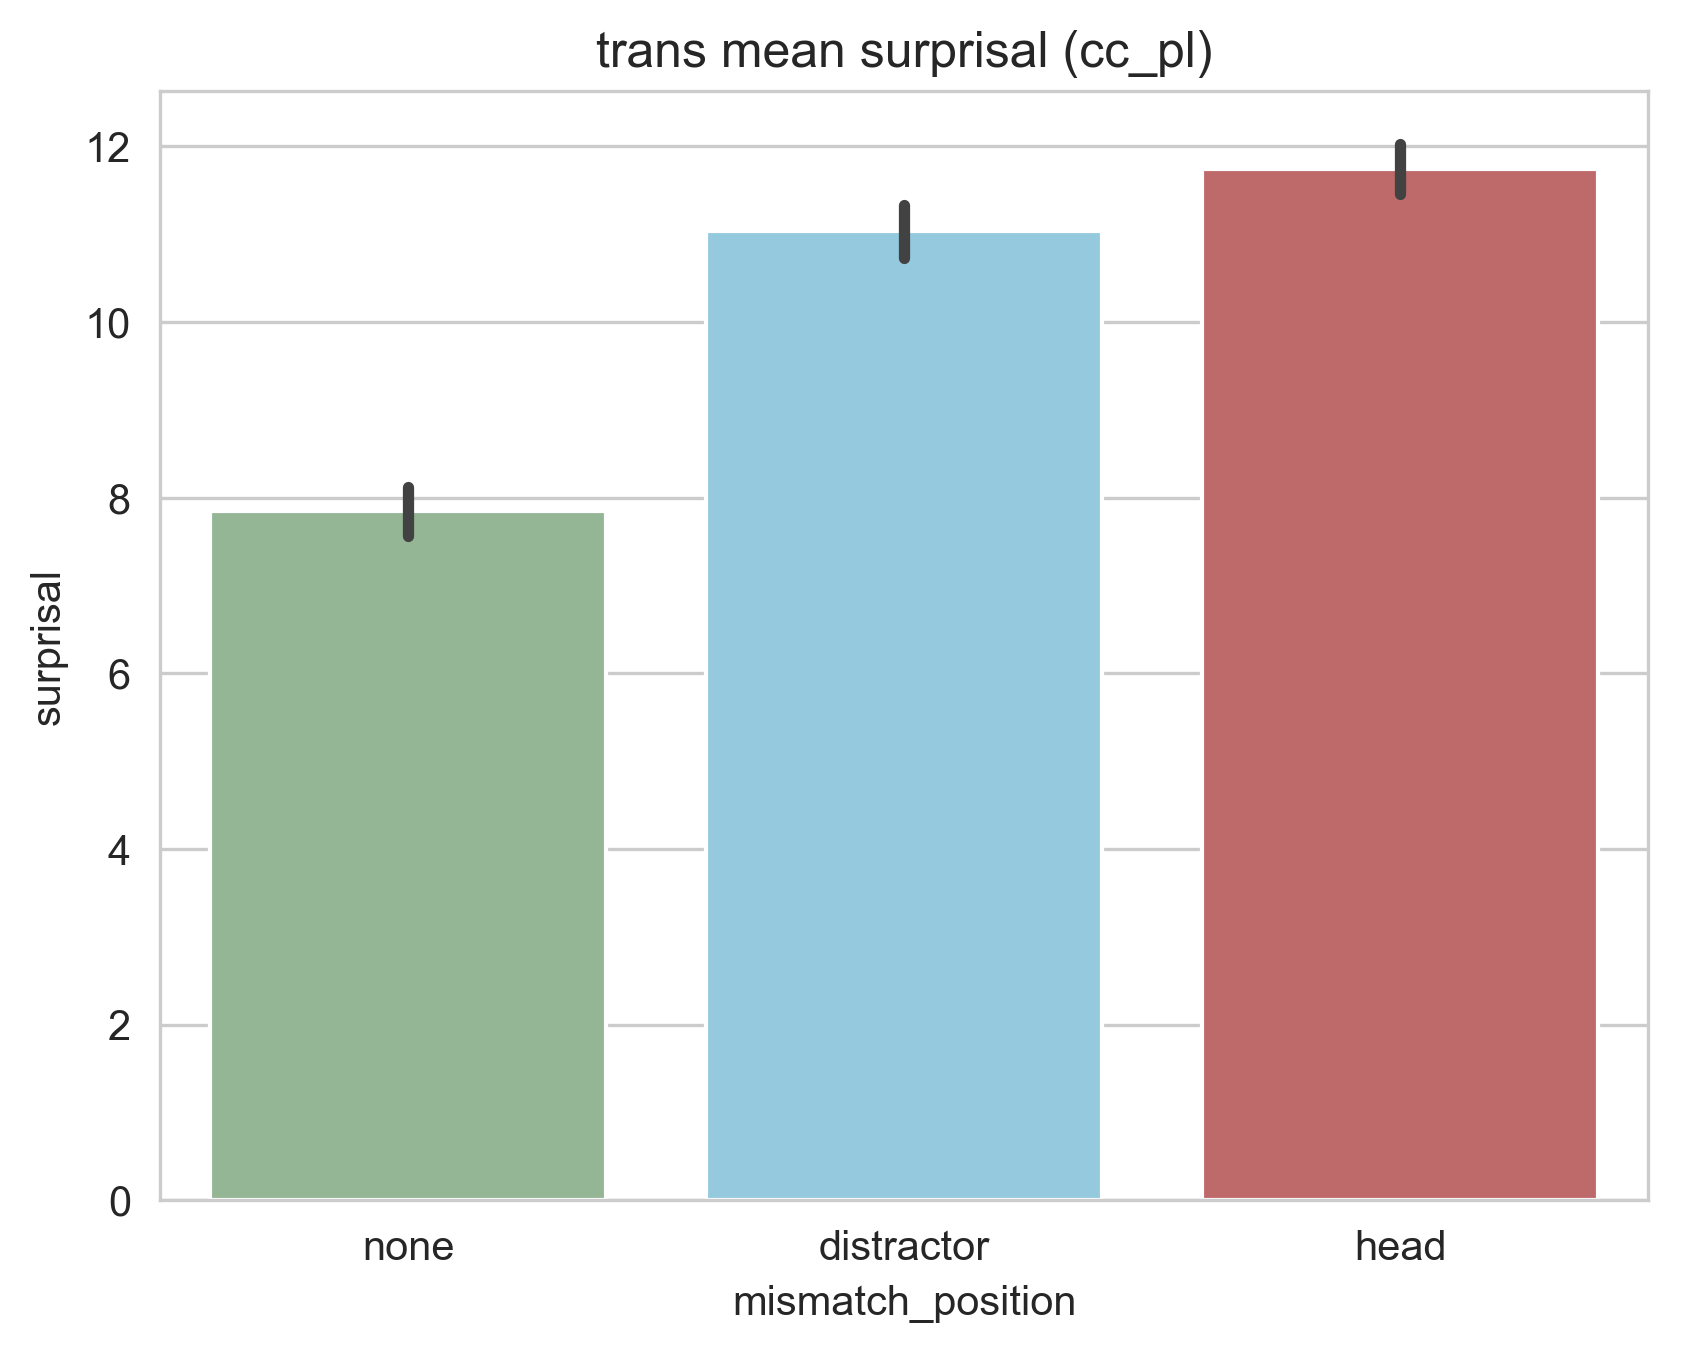 trans mean surprisal (cc_pl)
12
10
8
6
4
2
0
surprisal
none distractor head
mismatch_position